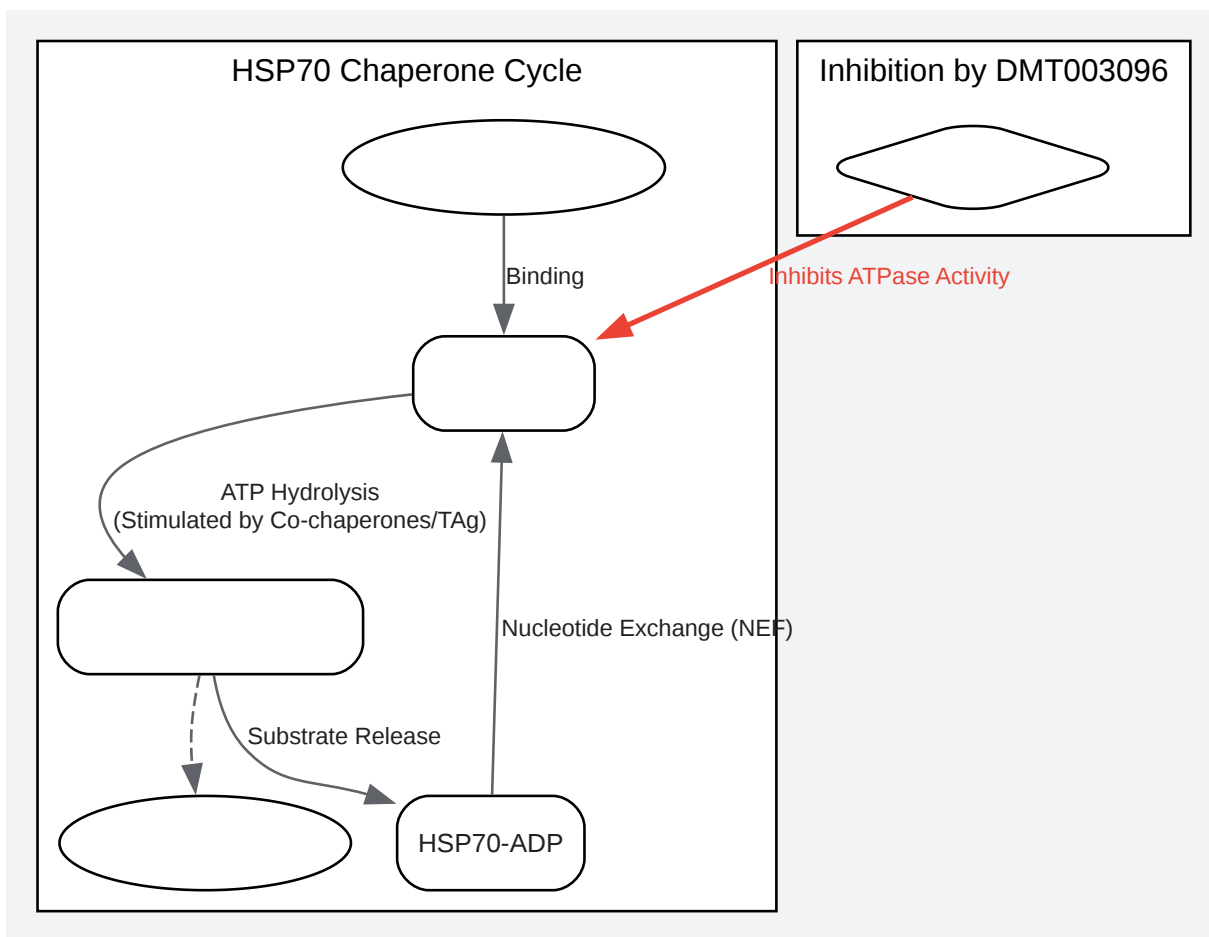 HSP70 Chaperone Cycle
Inhibition by DMT003096
Binding
Inhibits ATPase Activity
ATP Hydrolysis
(Stimulated by Co-chaperones/TAg)
Nucleotide Exchange (NEF)
Substrate Release
HSP70-ADP